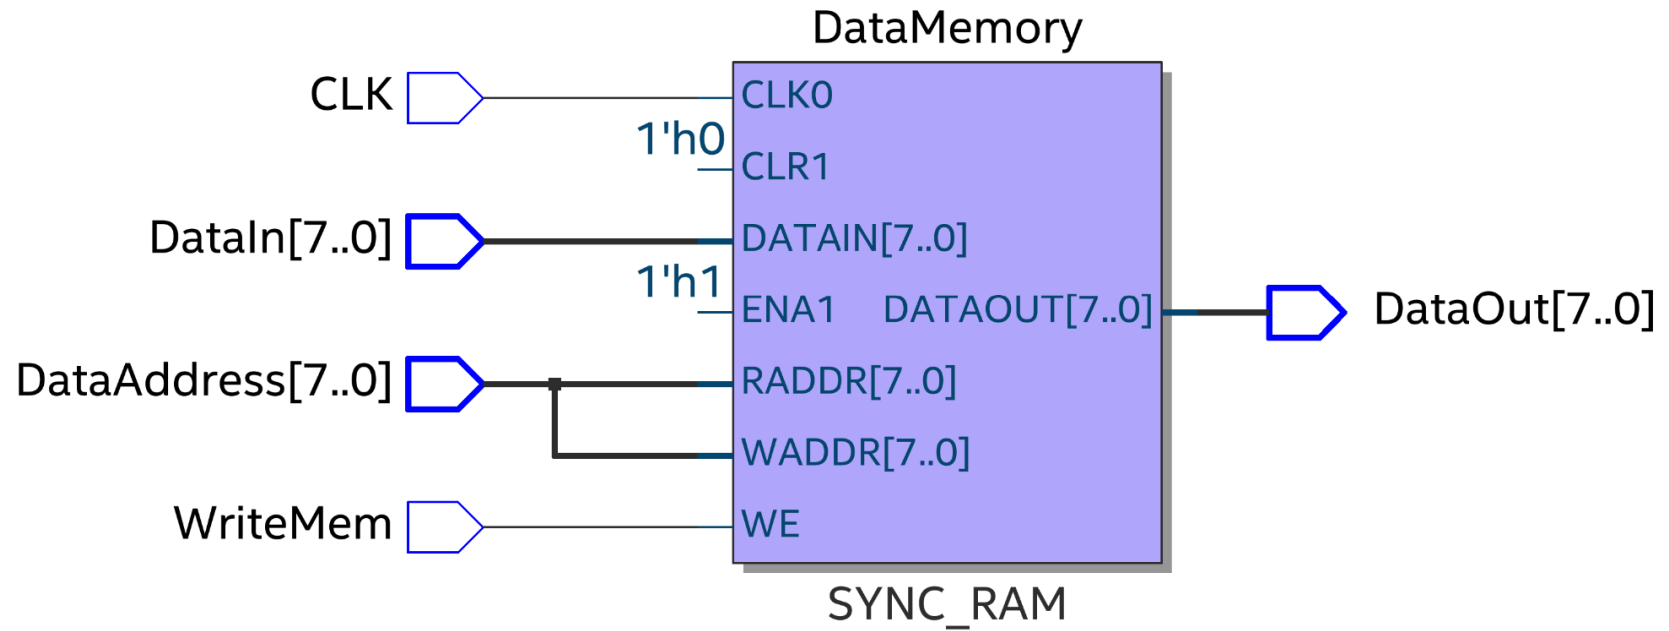 DataMemory
CLK
CLK0
1'h0
CLR1
DataIn[7..0]
DATAIN[7..0]
1'h1
ENA1
DATAOUT[7..0]
DataOut[7..0]
DataAddress[7..0]
RADDR[7..0]
WADDR[7..0]
WriteMem
WE
SYNC_RAM